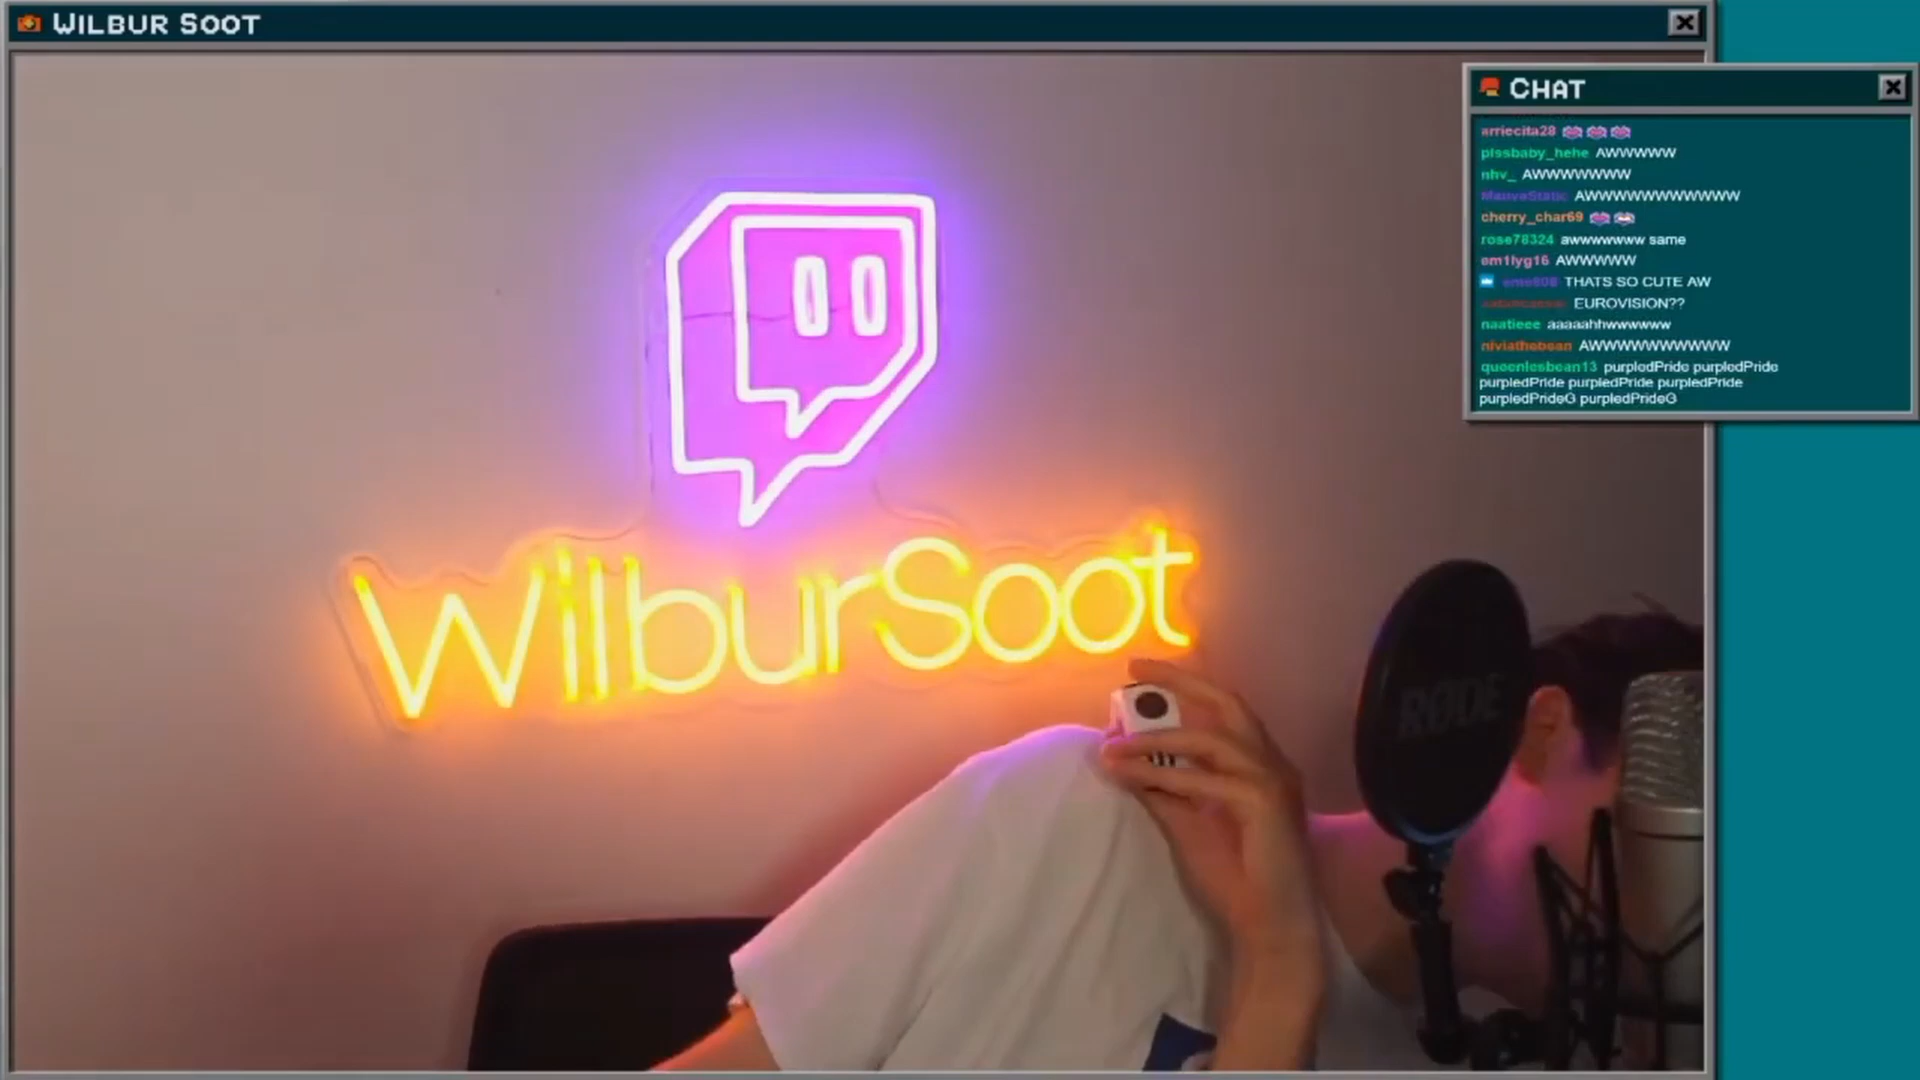 WILBUR SOOT
CHAT
arriecita28
pissbaby_hehe AWWWWW
nhv_ AWWWWWWW
AWWWWWWWWWWWW
cherry_char69
rose78324 awwwwwww same
em1lyg16 AWWWWW
THATS SO CUTE AW
EUROVISION??
naatieee aaaaahhwwwwww
niviathebean AWWWWWWWWWWW
queenlesbean13 purpledPride purpledPride
purpledPride purpledPride purpledPride
purpledPrideG purpledPrideG
WilburSoot
RØDE